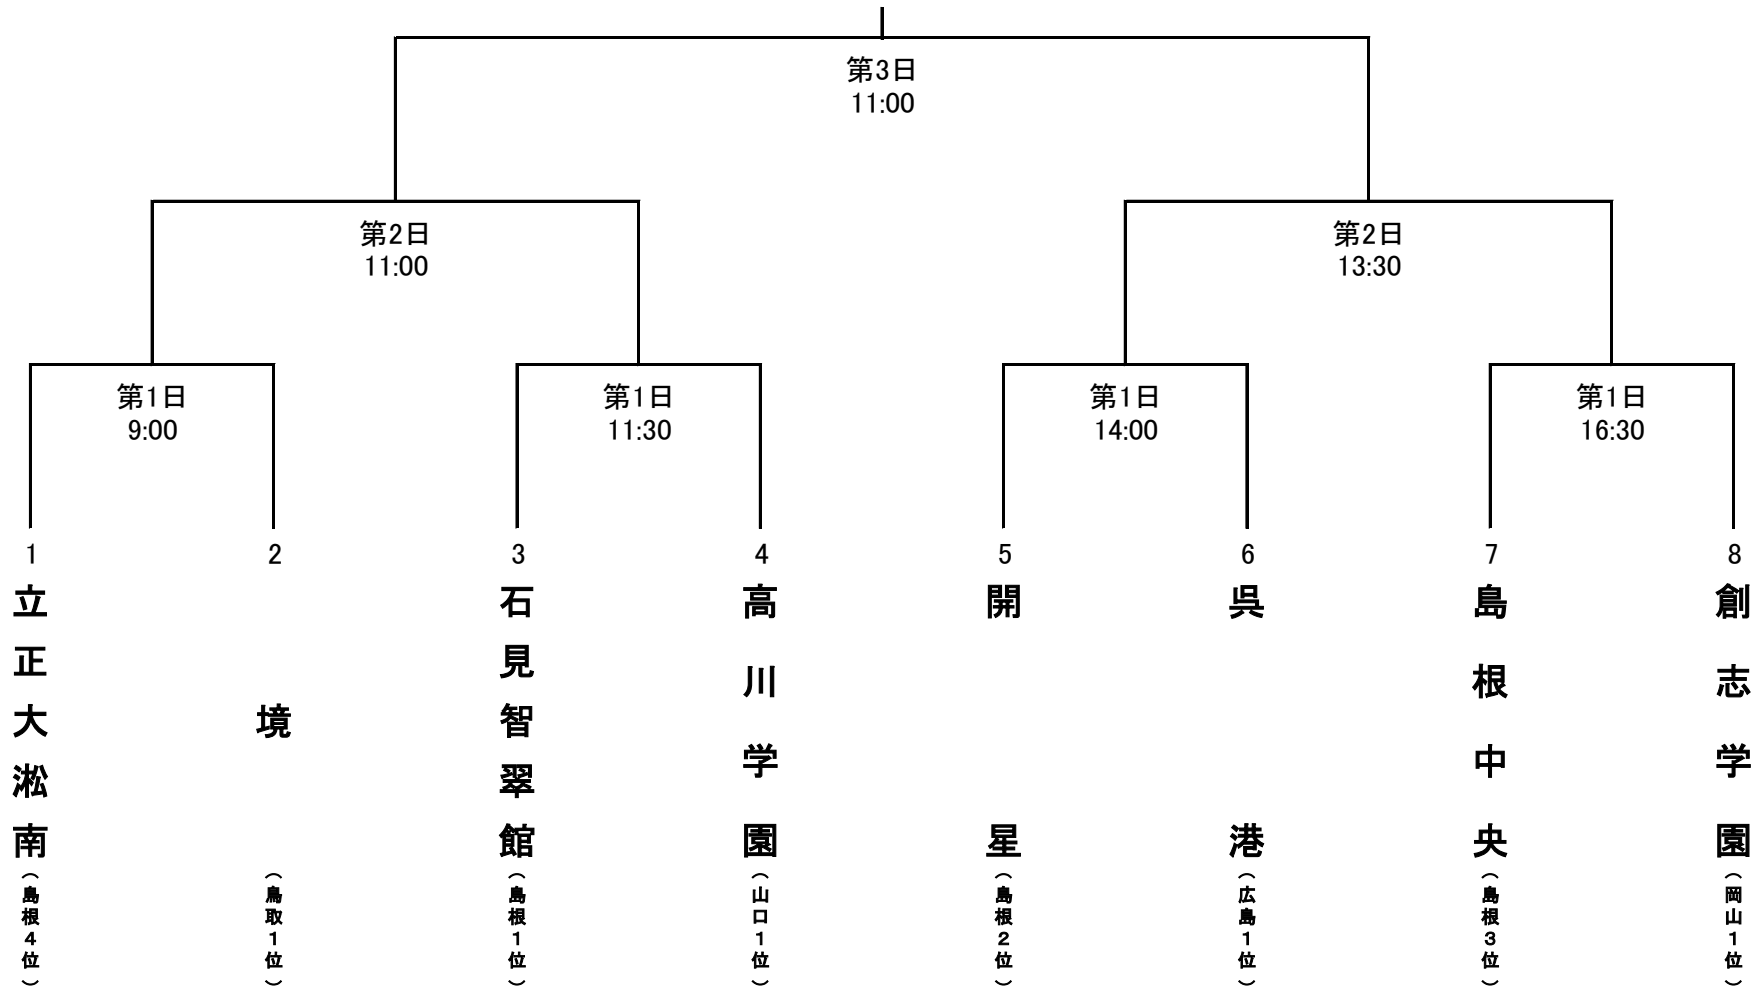 第3日
11:00
第2日
11:00
第2日
13:30
第1日
9:00
第1日
11:30
第1日
14:00
第1日
16:30
1
2
3
4
5
6
7
8
立正大淞南
（島根４位）
境
（鳥取１位）
石見智翠館
（島根１位）
高川学園
（山口１位）
開星
（島根２位）
呉港
（広島１位）
島根中央
（島根３位）
創志学園
（岡山１位）